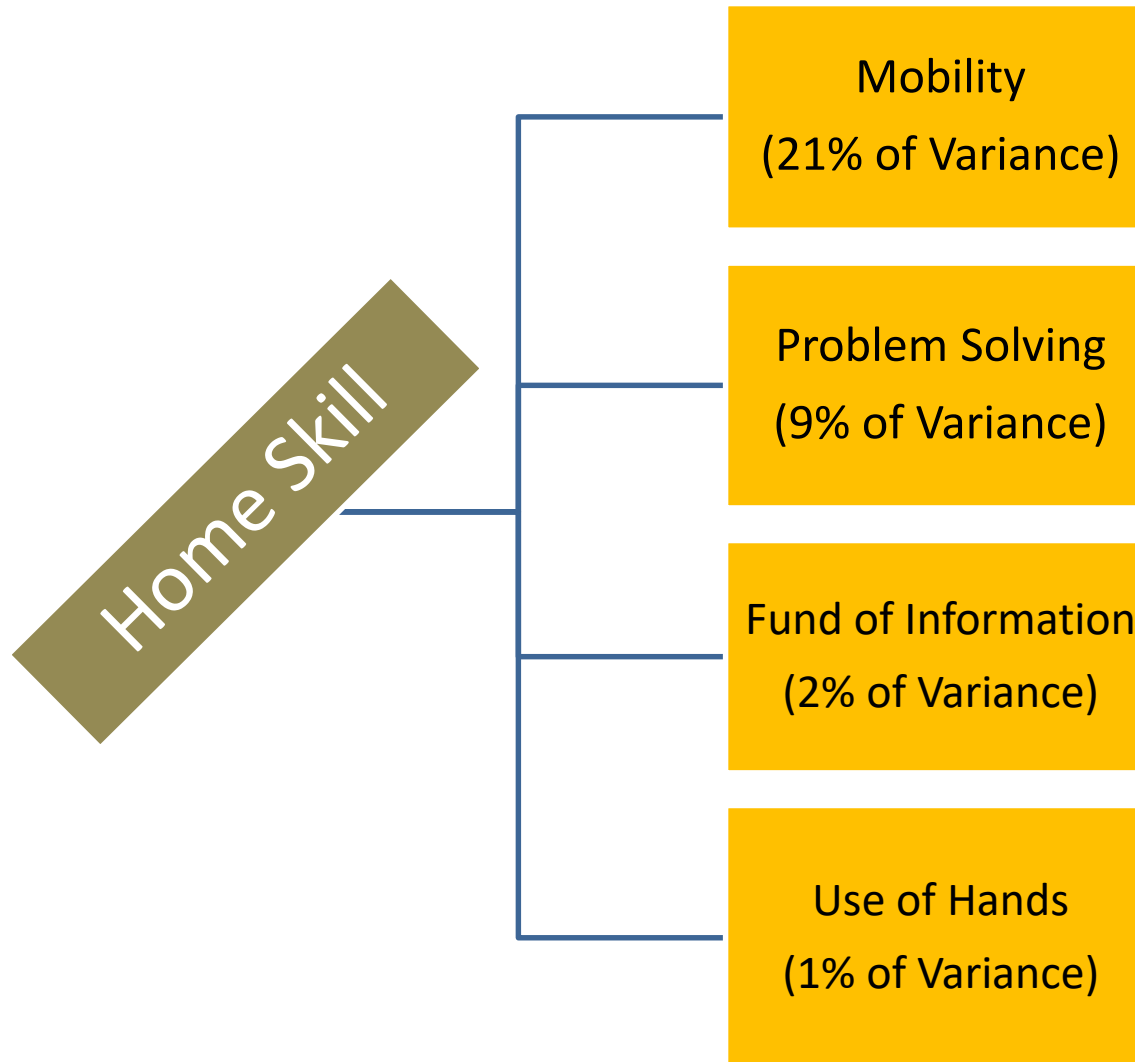 Home Skill
Mobility
(21% of Variance)
Problem Solving
(9% of Variance)
Fund of Information
(2% of Variance)
Use of Hands
(1% of Variance)